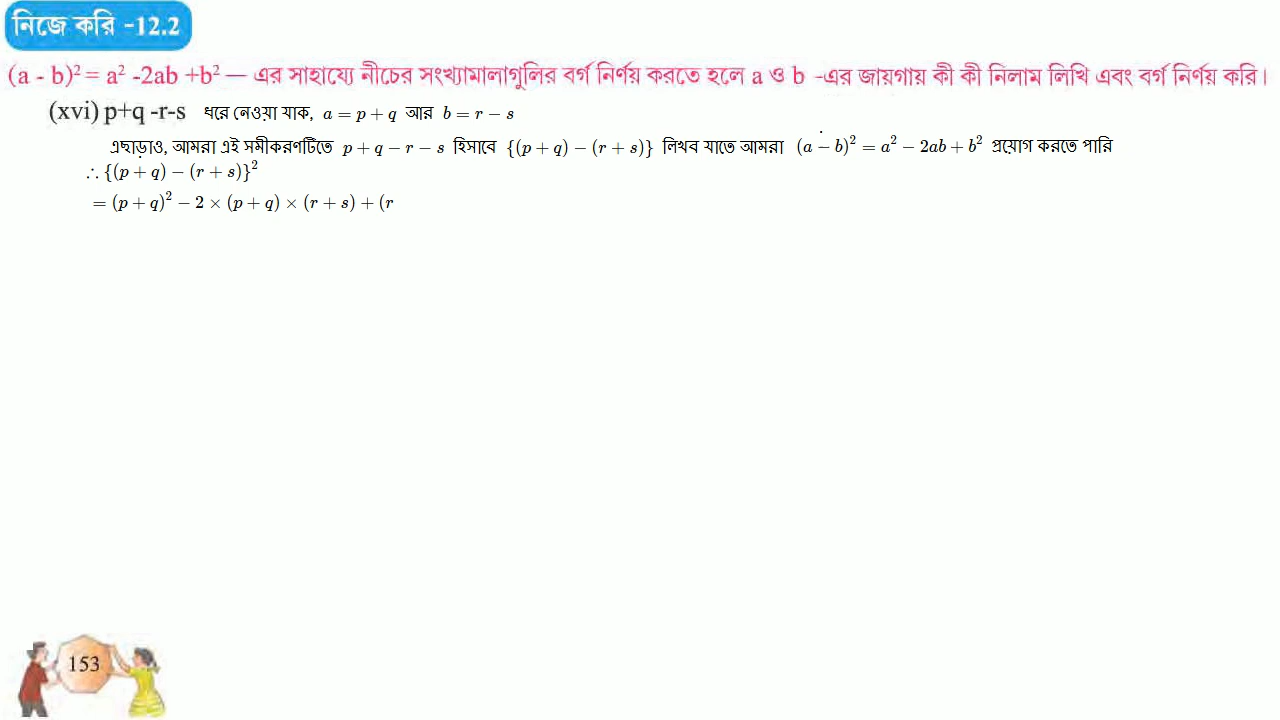 নিজে করি -12.2
(a - b)² = a² -2ab +b² — এর সাহায্যে নীচের সংখ্যামালাগুলির বর্গ নির্ণয় করতে হলে a ও b -এর জায়গায় কী কী নিলাম লিখি এবং বর্গ নির্ণয় করি।
(xvi) p+q -r-s ধরে নেওয়া যাক, a = p + q আর b = r − s
এছাড়াও, আমরা এই সমীকরণটিতে p + q − r − s হিসাবে {(p + q) − (r + s)} লিখব যাতে আমরা (a − b)² = a² − 2ab + b² প্রয়োগ করতে পারি
∴ {(p + q) − (r + s)}²
= (p + q)² − 2 × (p + q) × (r + s) + (r
153